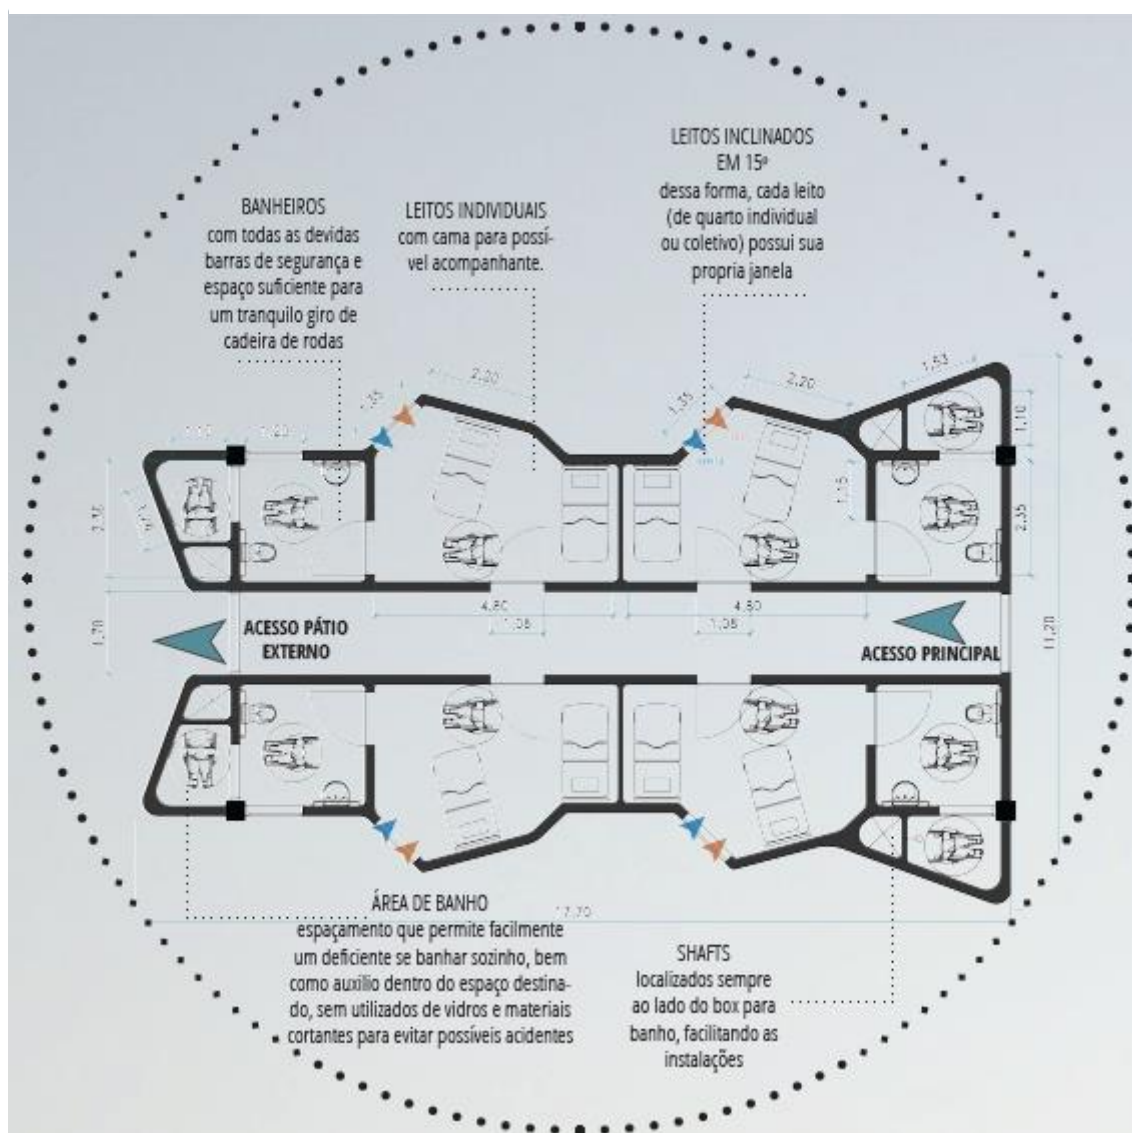 LEITOS INCLINADOS
EM 15º
dessa forma, cada leito
(de quarto individual
ou coletivo) possui sua
propria janela
BANHEIROS
com todas as devidas
barras de segurança e
espaço suficiente para
um tranquilo giro de
cadeira de rodas
LEITOS INDIVIDUAIS
com cama para possí-
vel acompanhante.
1,35
2,20
1,35
2,20
1,53
1,10
1,15
2,35
4,80
4,80
1,70
1,08
1,08
11,20
ACESSO PÁTIO
EXTERNO
ACESSO PRINCIPAL
17,70
ÁREA DE BANHO
espaçamento que permite facilmente
um deficiente se banhar sozinho, bem
como auxilio dentro do espaço destina-
do, sem utilizados de vidros e materiais
cortantes para evitar possíveis acidentes
SHAFTS
localizados sempre
ao lado do box para
banho, facilitando as
instalações